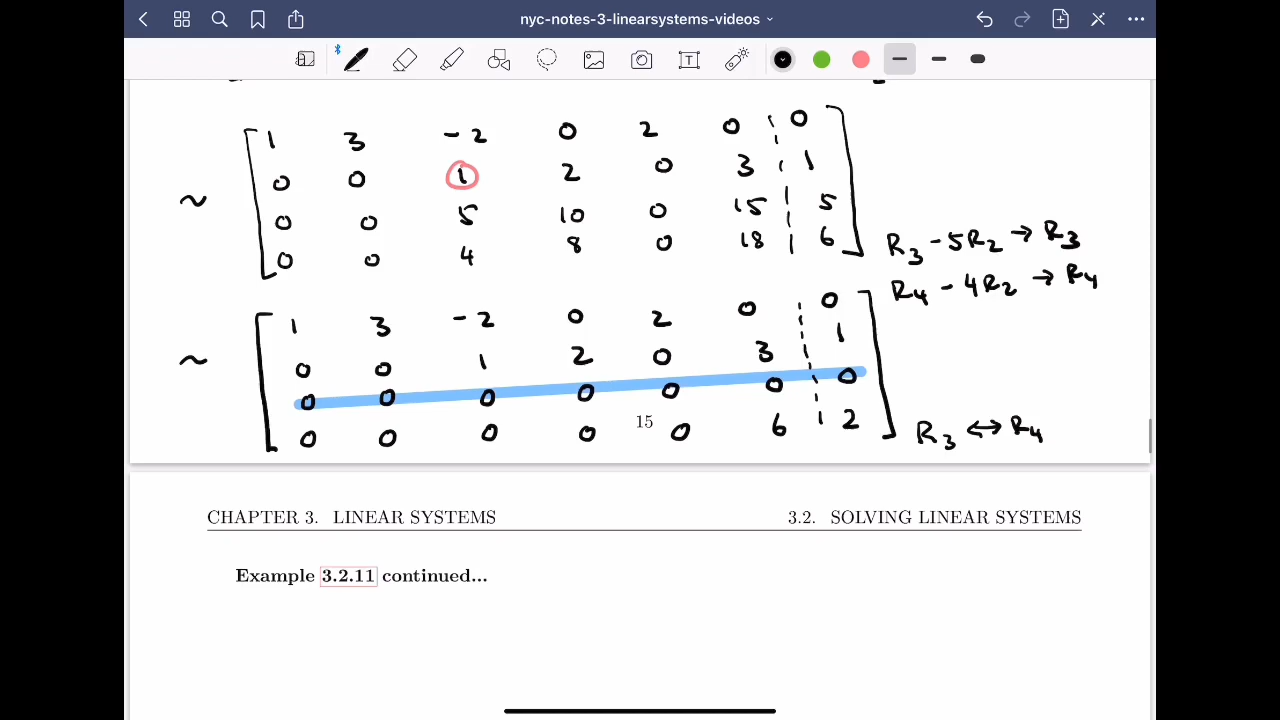 nyc-notes-3-linearsystems-videos
T
1 3 -2 0 2 0 0
0 0 1 2 0 3 1
~
0 0 5 10 0 15 5
0 0 4 8 0 18 6
R3 - 5R2 → R3
R4 - 4R2 → R4
1 3 -2 0 2 0 0
0 0 1 2 0 3 1
~
0 0 0 0 0 0 0
0 0 0 0 0 6 2
R3 ↔ R4
15
CHAPTER 3. LINEAR SYSTEMS 3.2. SOLVING LINEAR SYSTEMS
Example 3.2.11 continued...